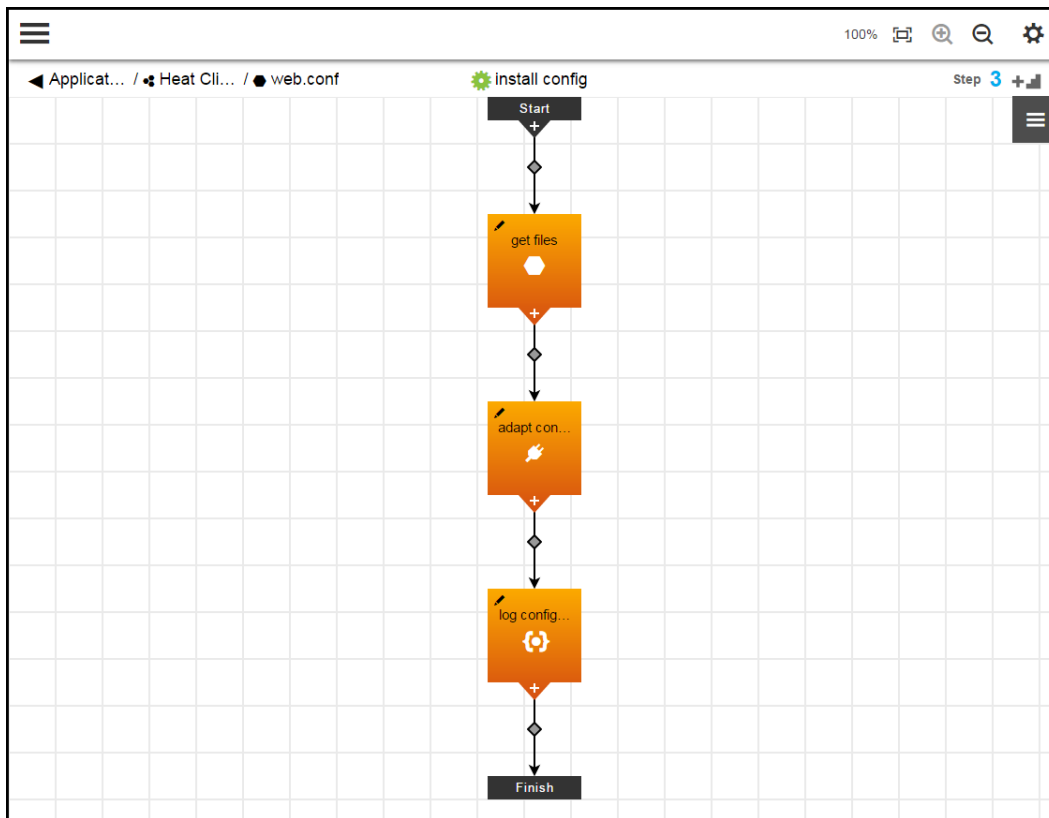 100%
Applicat... / Heat Cli... / web.conf
install config
Step 3
Start
get files
adapt con...
log config...
Finish